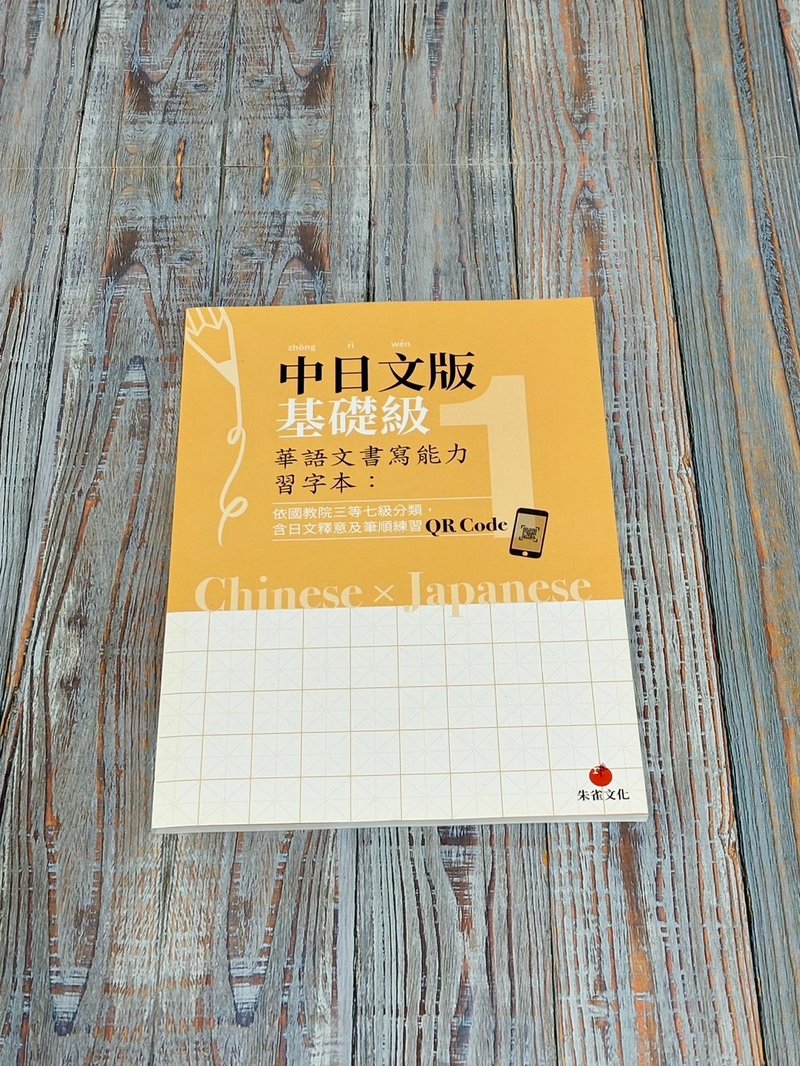 zhōng rì wén
中日文版
基礎級 1
華語文書寫能力
習字本：
依國教院三等七級分類，
含日文釋意及筆順練習 QR Code
Chinese × Japanese
朱雀文化